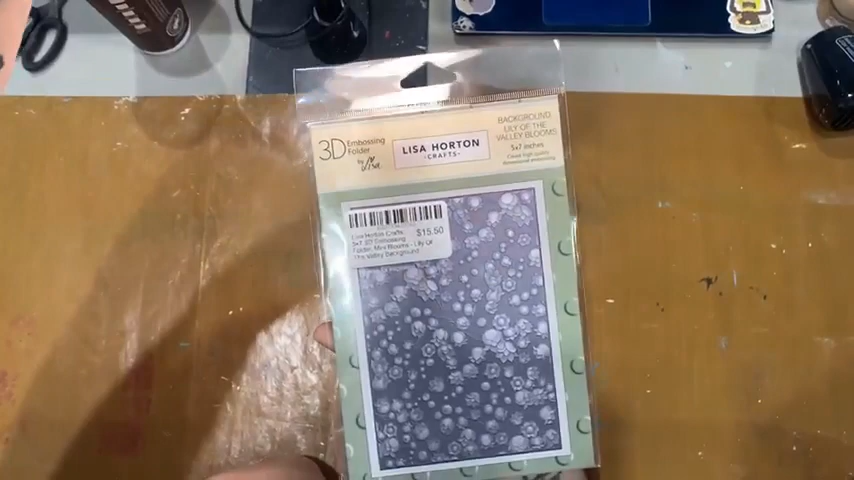 3D Embossing
Folder
by Lisa
LISA HORTON
-CRAFTS-
BACKGROUND
LILY OF THE
VALLEY BLOOMS
5x7 inches
$15.50
Lisa Horton Crafts
5x7 3D Embossing
Folder, Mini Blooms - Lily Of
The Valley Background